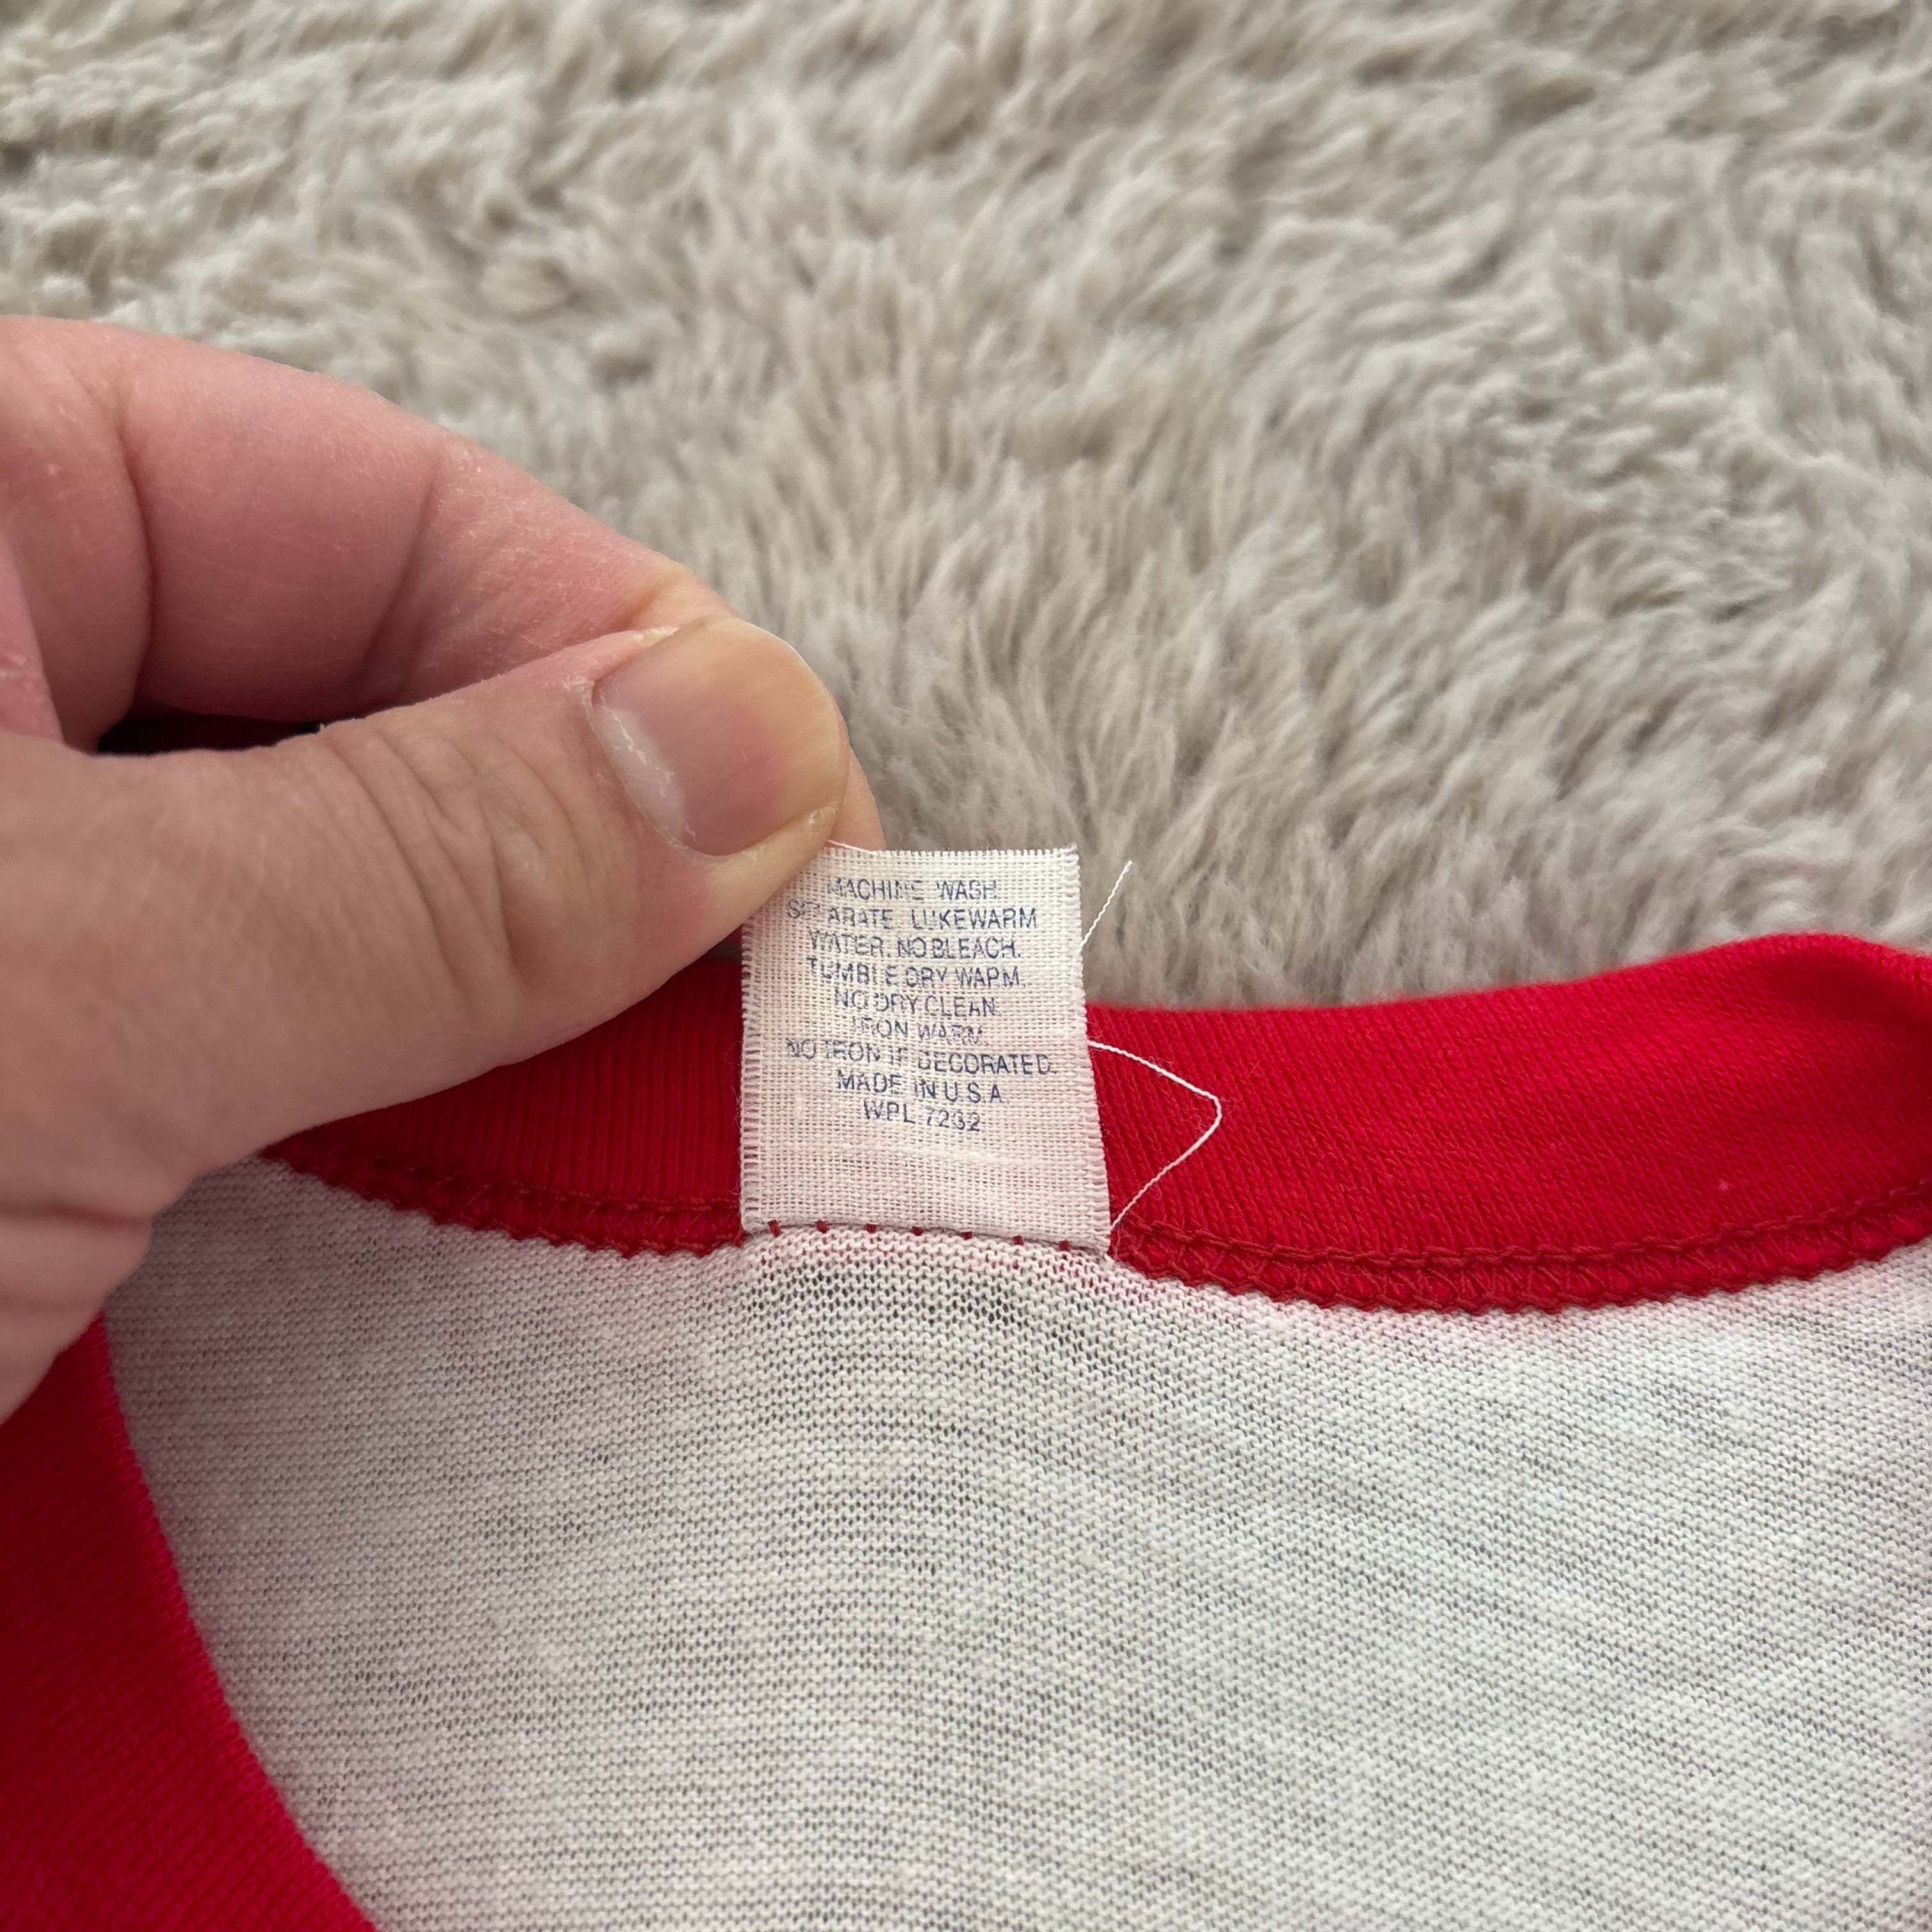 MACHINE WASH.
SEPARATE. LUKEWARM
WATER. NO BLEACH.
TUMBLE DRY WARM.
NO DRY CLEAN.
IRON WARM.
NO IRON IF DECORATED.
MADE IN U.S.A.
WPL 7232